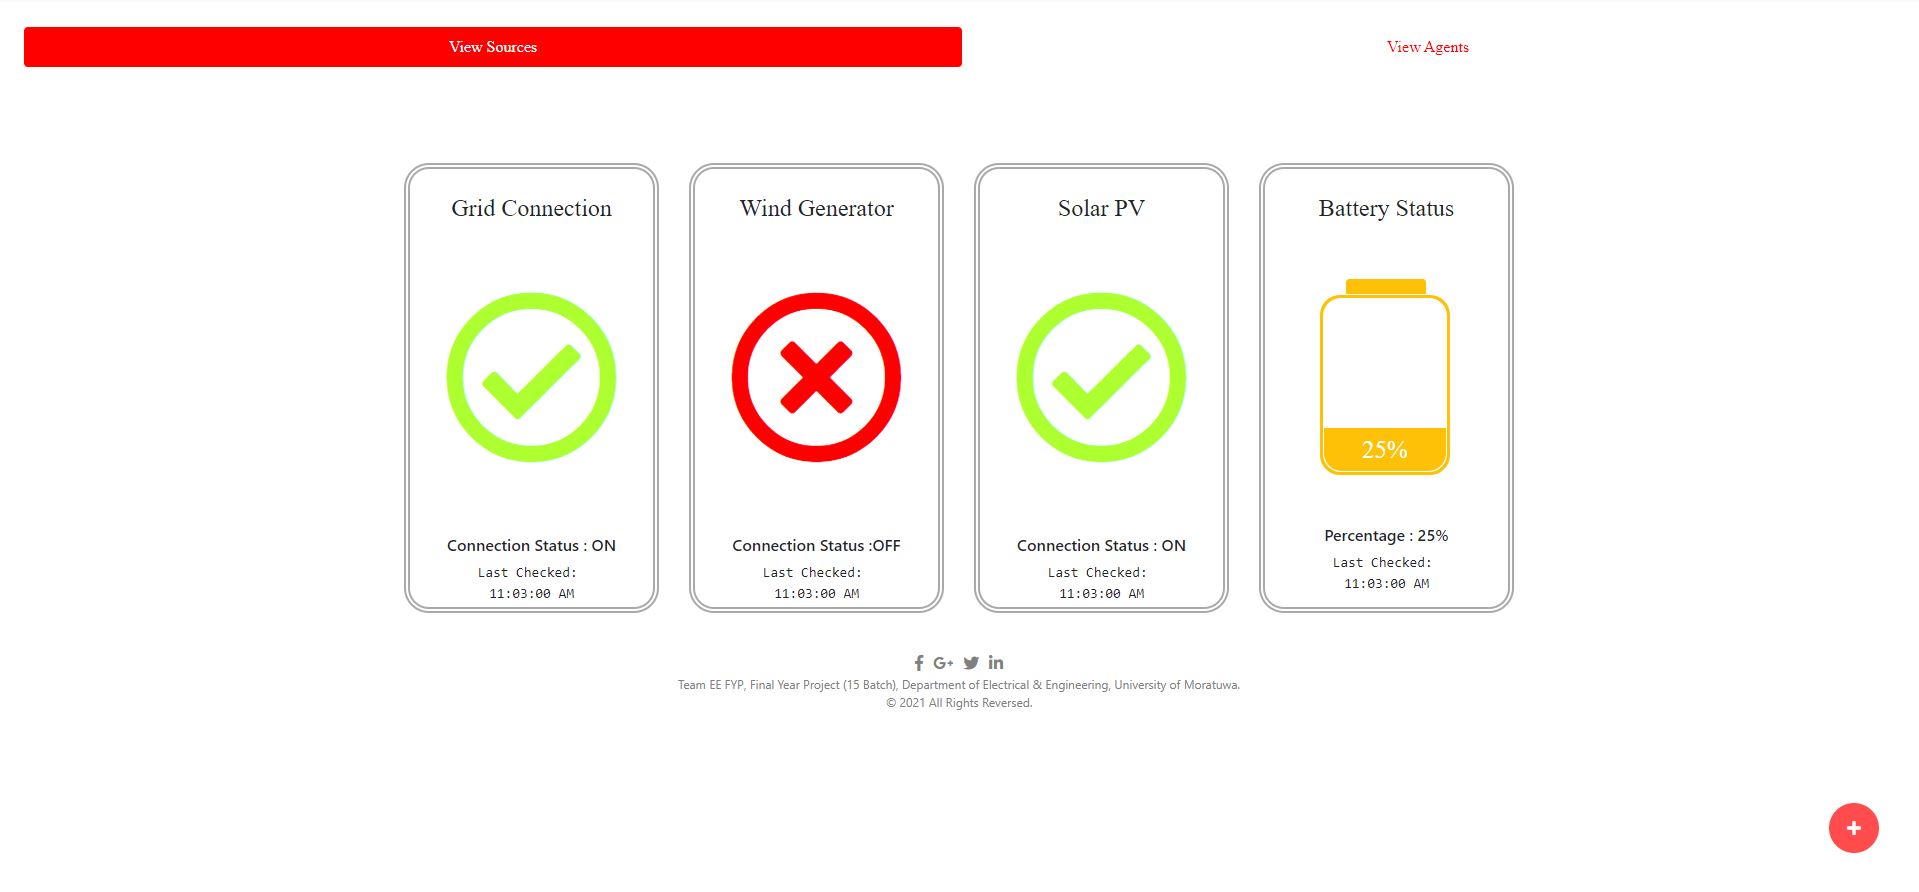 View Sources
View Agents
Grid Connection
Connection Status : ON
Last Checked:
11:03:00 AM
Wind Generator
Connection Status :OFF
Last Checked:
11:03:00 AM
Solar PV
Connection Status : ON
Last Checked:
11:03:00 AM
Battery Status
25%
Percentage : 25%
Last Checked:
11:03:00 AM
Team EE FYP, Final Year Project (15 Batch), Department of Electrical & Engineering, University of Moratuwa.
© 2021 All Rights Reversed.